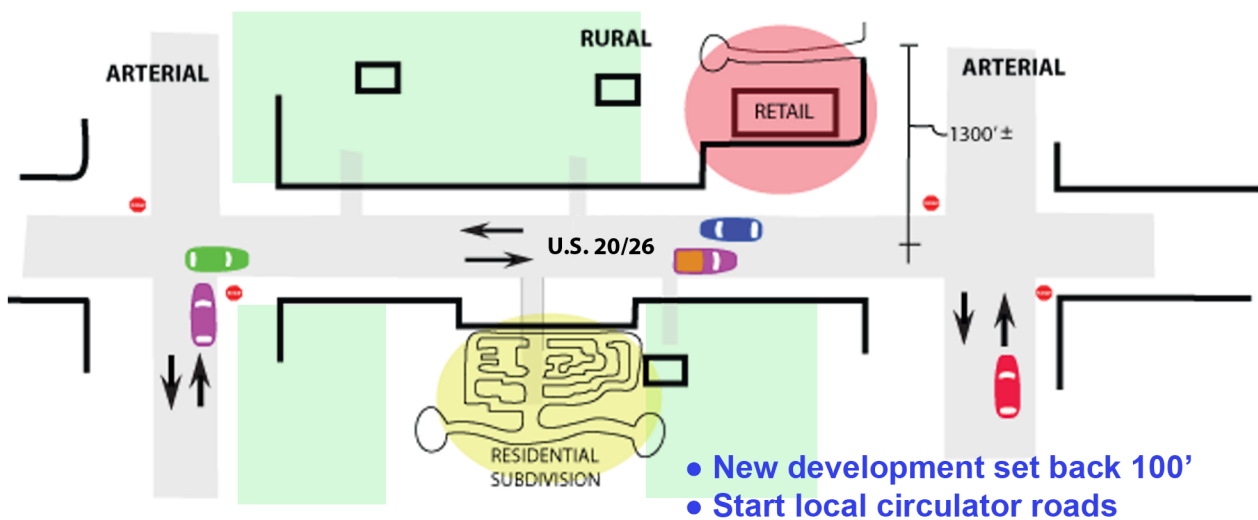 RURAL
ARTERIAL
ARTERIAL
RETAIL
1300' ±
U.S. 20/26
RESIDENTIAL
SUBDIVISION
● New development set back 100’
● Start local circulator roads